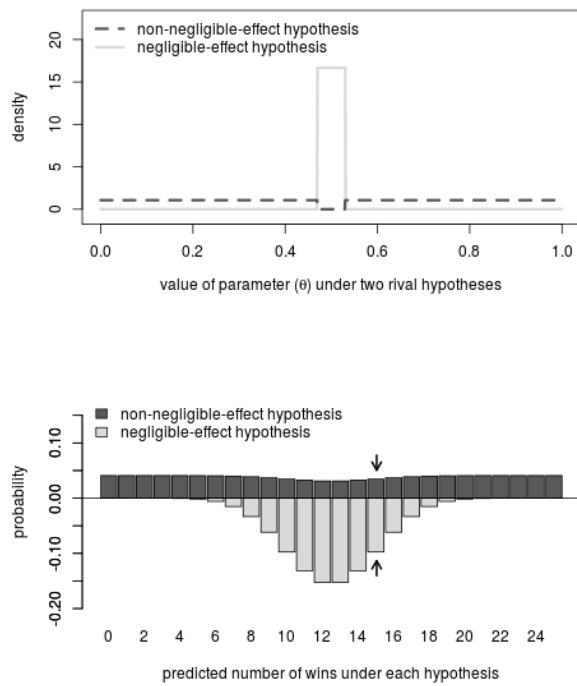 non-negligible-effect hypothesis
negligible-effect hypothesis
density
20
15
10
5
0
0.0 0.2 0.4 0.6 0.8 1.0
value of parameter (θ) under two rival hypotheses
non-negligible-effect hypothesis
negligible-effect hypothesis
probability
0.10
0.00
-0.10
-0.20
0 2 4 6 8 10 12 14 16 18 20 22 24
predicted number of wins under each hypothesis